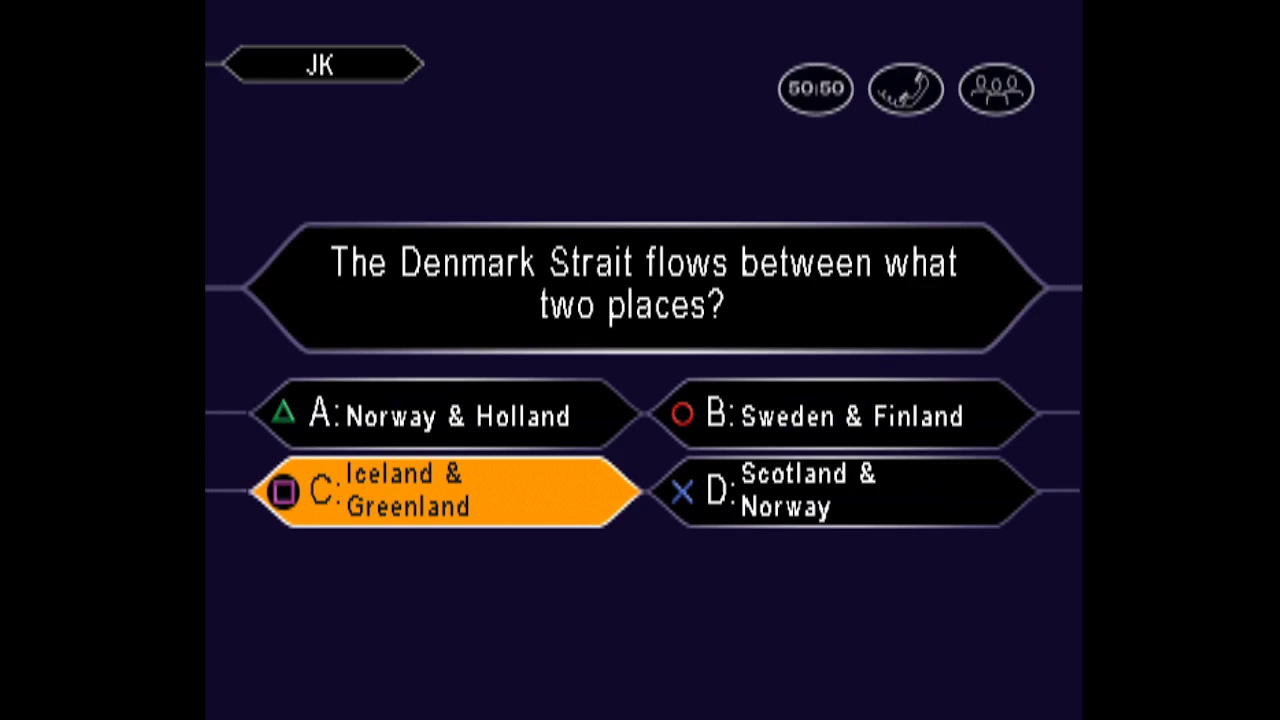 JK
50:50
The Denmark Strait flows between what
two places?
A: Norway & Holland
B: Sweden & Finland
C: Iceland &
Greenland
D: Scotland &
Norway